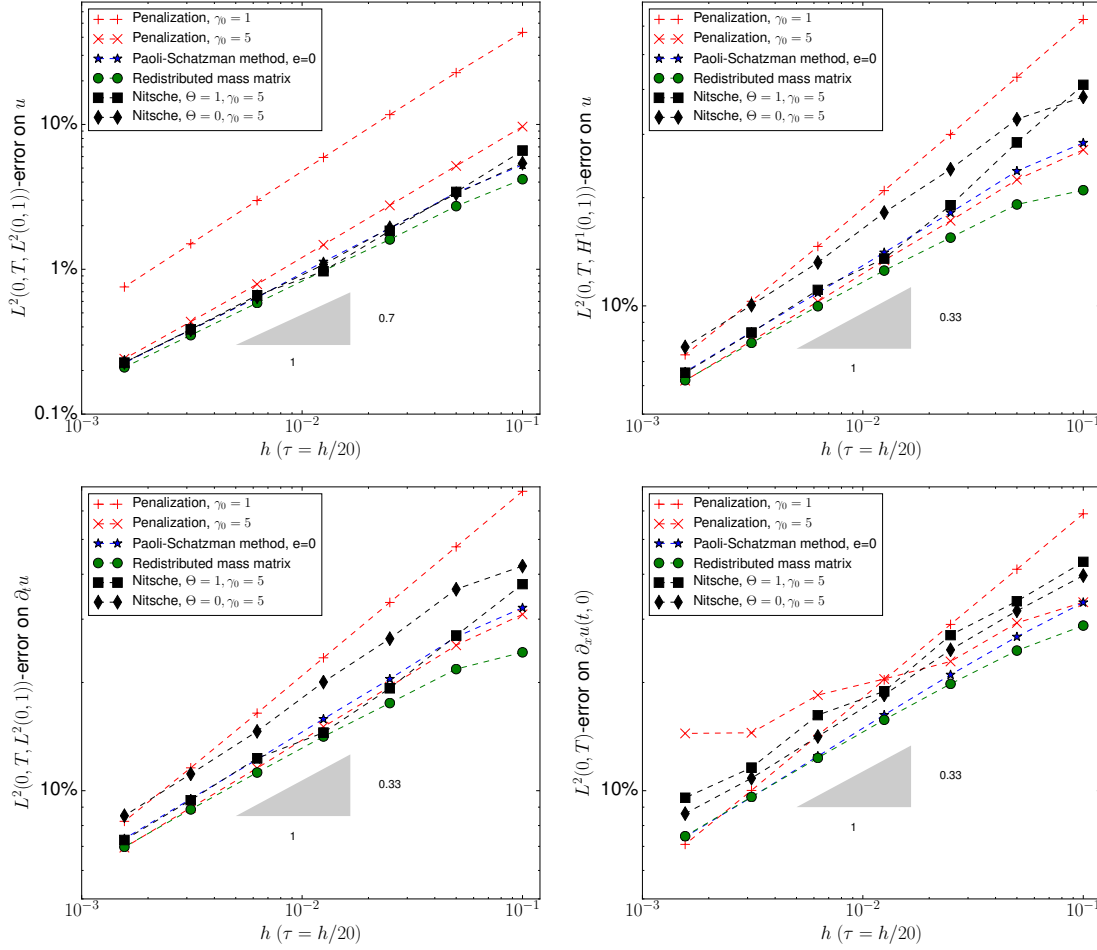 Penalization, γ₀ = 1
Penalization, γ₀ = 5
Paoli-Schatzman method, e=0
Redistributed mass matrix
Nitsche, Θ = 1, γ₀ = 5
Nitsche, Θ = 0, γ₀ = 5
L²(0, T, L²(0, 1))-error on u
10%
1%
0.1%
0.7
1
10⁻³
10⁻²
10⁻¹
h (τ = h/20)
Penalization, γ₀ = 1
Penalization, γ₀ = 5
Paoli-Schatzman method, e=0
Redistributed mass matrix
Nitsche, Θ = 1, γ₀ = 5
Nitsche, Θ = 0, γ₀ = 5
L²(0, T, H¹(0, 1))-error on u
10%
0.33
1
10⁻³
10⁻²
10⁻¹
h (τ = h/20)
Penalization, γ₀ = 1
Penalization, γ₀ = 5
Paoli-Schatzman method, e=0
Redistributed mass matrix
Nitsche, Θ = 1, γ₀ = 5
Nitsche, Θ = 0, γ₀ = 5
L²(0, T, L²(0, 1))-error on ∂ₜu
10%
0.33
1
10⁻³
10⁻²
10⁻¹
h (τ = h/20)
Penalization, γ₀ = 1
Penalization, γ₀ = 5
Paoli-Schatzman method, e=0
Redistributed mass matrix
Nitsche, Θ = 1, γ₀ = 5
Nitsche, Θ = 0, γ₀ = 5
L²(0, T)-error on ∂ₓu(t, 0)
10%
0.33
1
10⁻³
10⁻²
10⁻¹
h (τ = h/20)